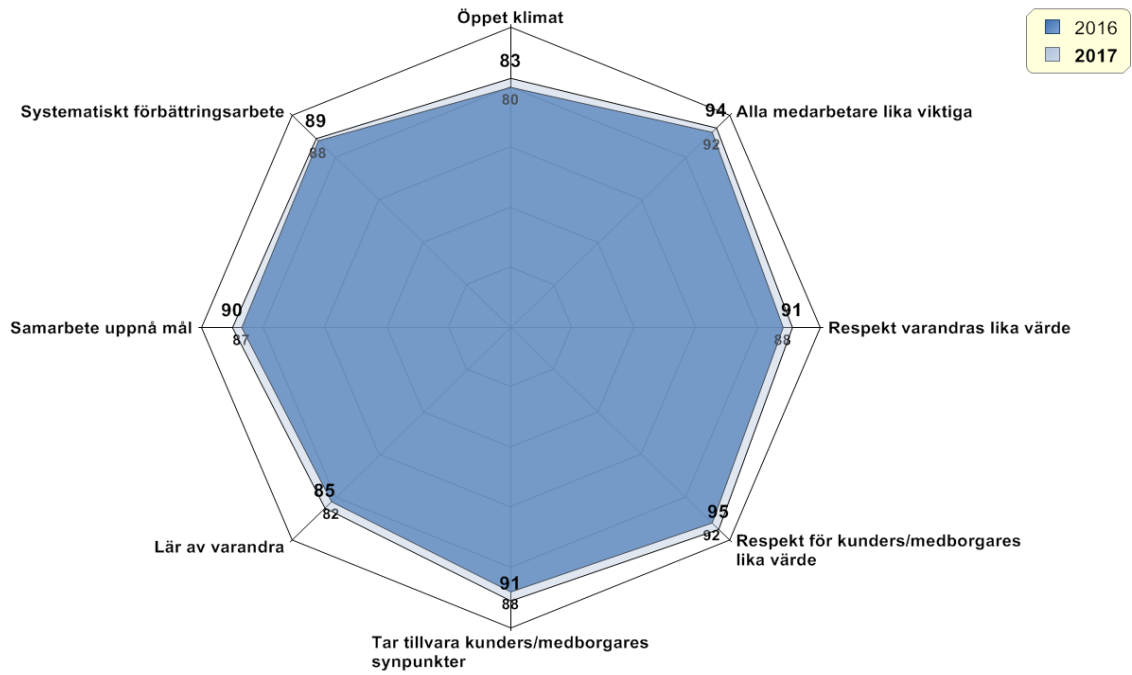 Öppet klimat
2016
2017
83
80
Systematiskt förbättringsarbete
89
88
94
Alla medarbetare lika viktiga
92
Samarbete uppnå mål
90
87
91
Respekt varandras lika värde
88
Lär av varandra
85
82
95
92
Respekt för kunders/medborgares
lika värde
91
88
Tar tillvara kunders/medborgares
synpunkter